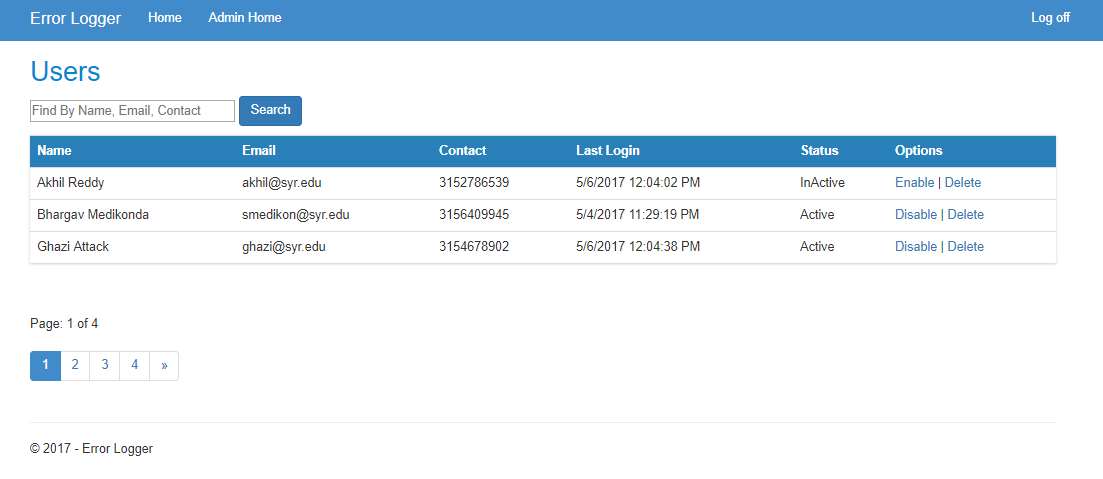 Error Logger Home Admin Home Log off
Users
Find By Name, Email, Contact Search
Name Email Contact Last Login Status Options
Akhil Reddy akhil@syr.edu 3152786539 5/6/2017 12:04:02 PM InActive Enable | Delete
Bhargav Medikonda smedikon@syr.edu 3156409945 5/4/2017 11:29:19 PM Active Disable | Delete
Ghazi Attack ghazi@syr.edu 3154678902 5/6/2017 12:04:38 PM Active Disable | Delete
Page: 1 of 4
1 2 3 4 »
© 2017 - Error Logger